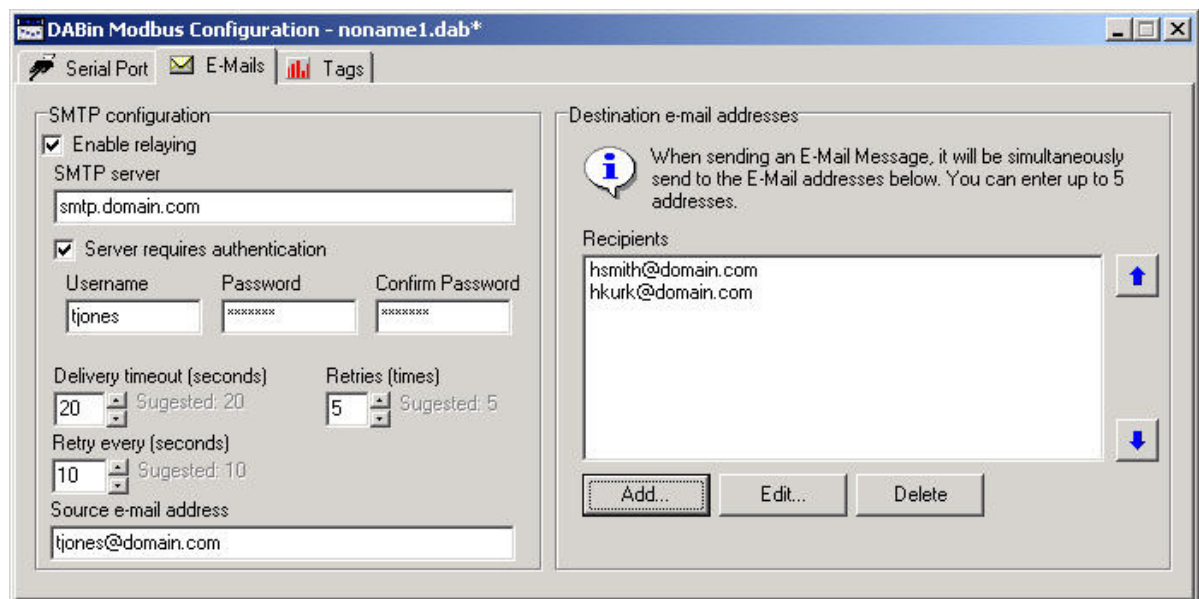 DABin Modbus Configuration - noname1.dab*
Serial Port E-Mails Tags
SMTP configuration
Enable relaying
SMTP server
smtp.domain.com
Server requires authentication
Username Password Confirm Password
tjones ××××××× ×××××××
Delivery timeout (seconds) Retries (times)
20 Sugested: 20 5 Sugested: 5
Retry every (seconds)
10 Sugested: 10
Source e-mail address
tjones@domain.com
Destination e-mail addresses
When sending an E-Mail Message, it will be simultaneously
send to the E-Mail addresses below. You can enter up to 5
addresses.
Recipients
hsmith@domain.com
hkurk@domain.com
Add... Edit... Delete